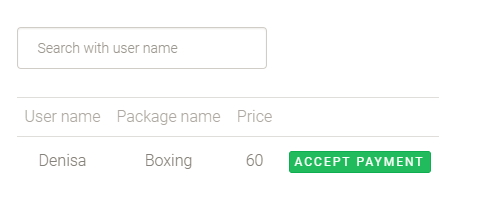 Search with user name
User name Package name Price
Denisa Boxing 60 ACCEPT PAYMENT